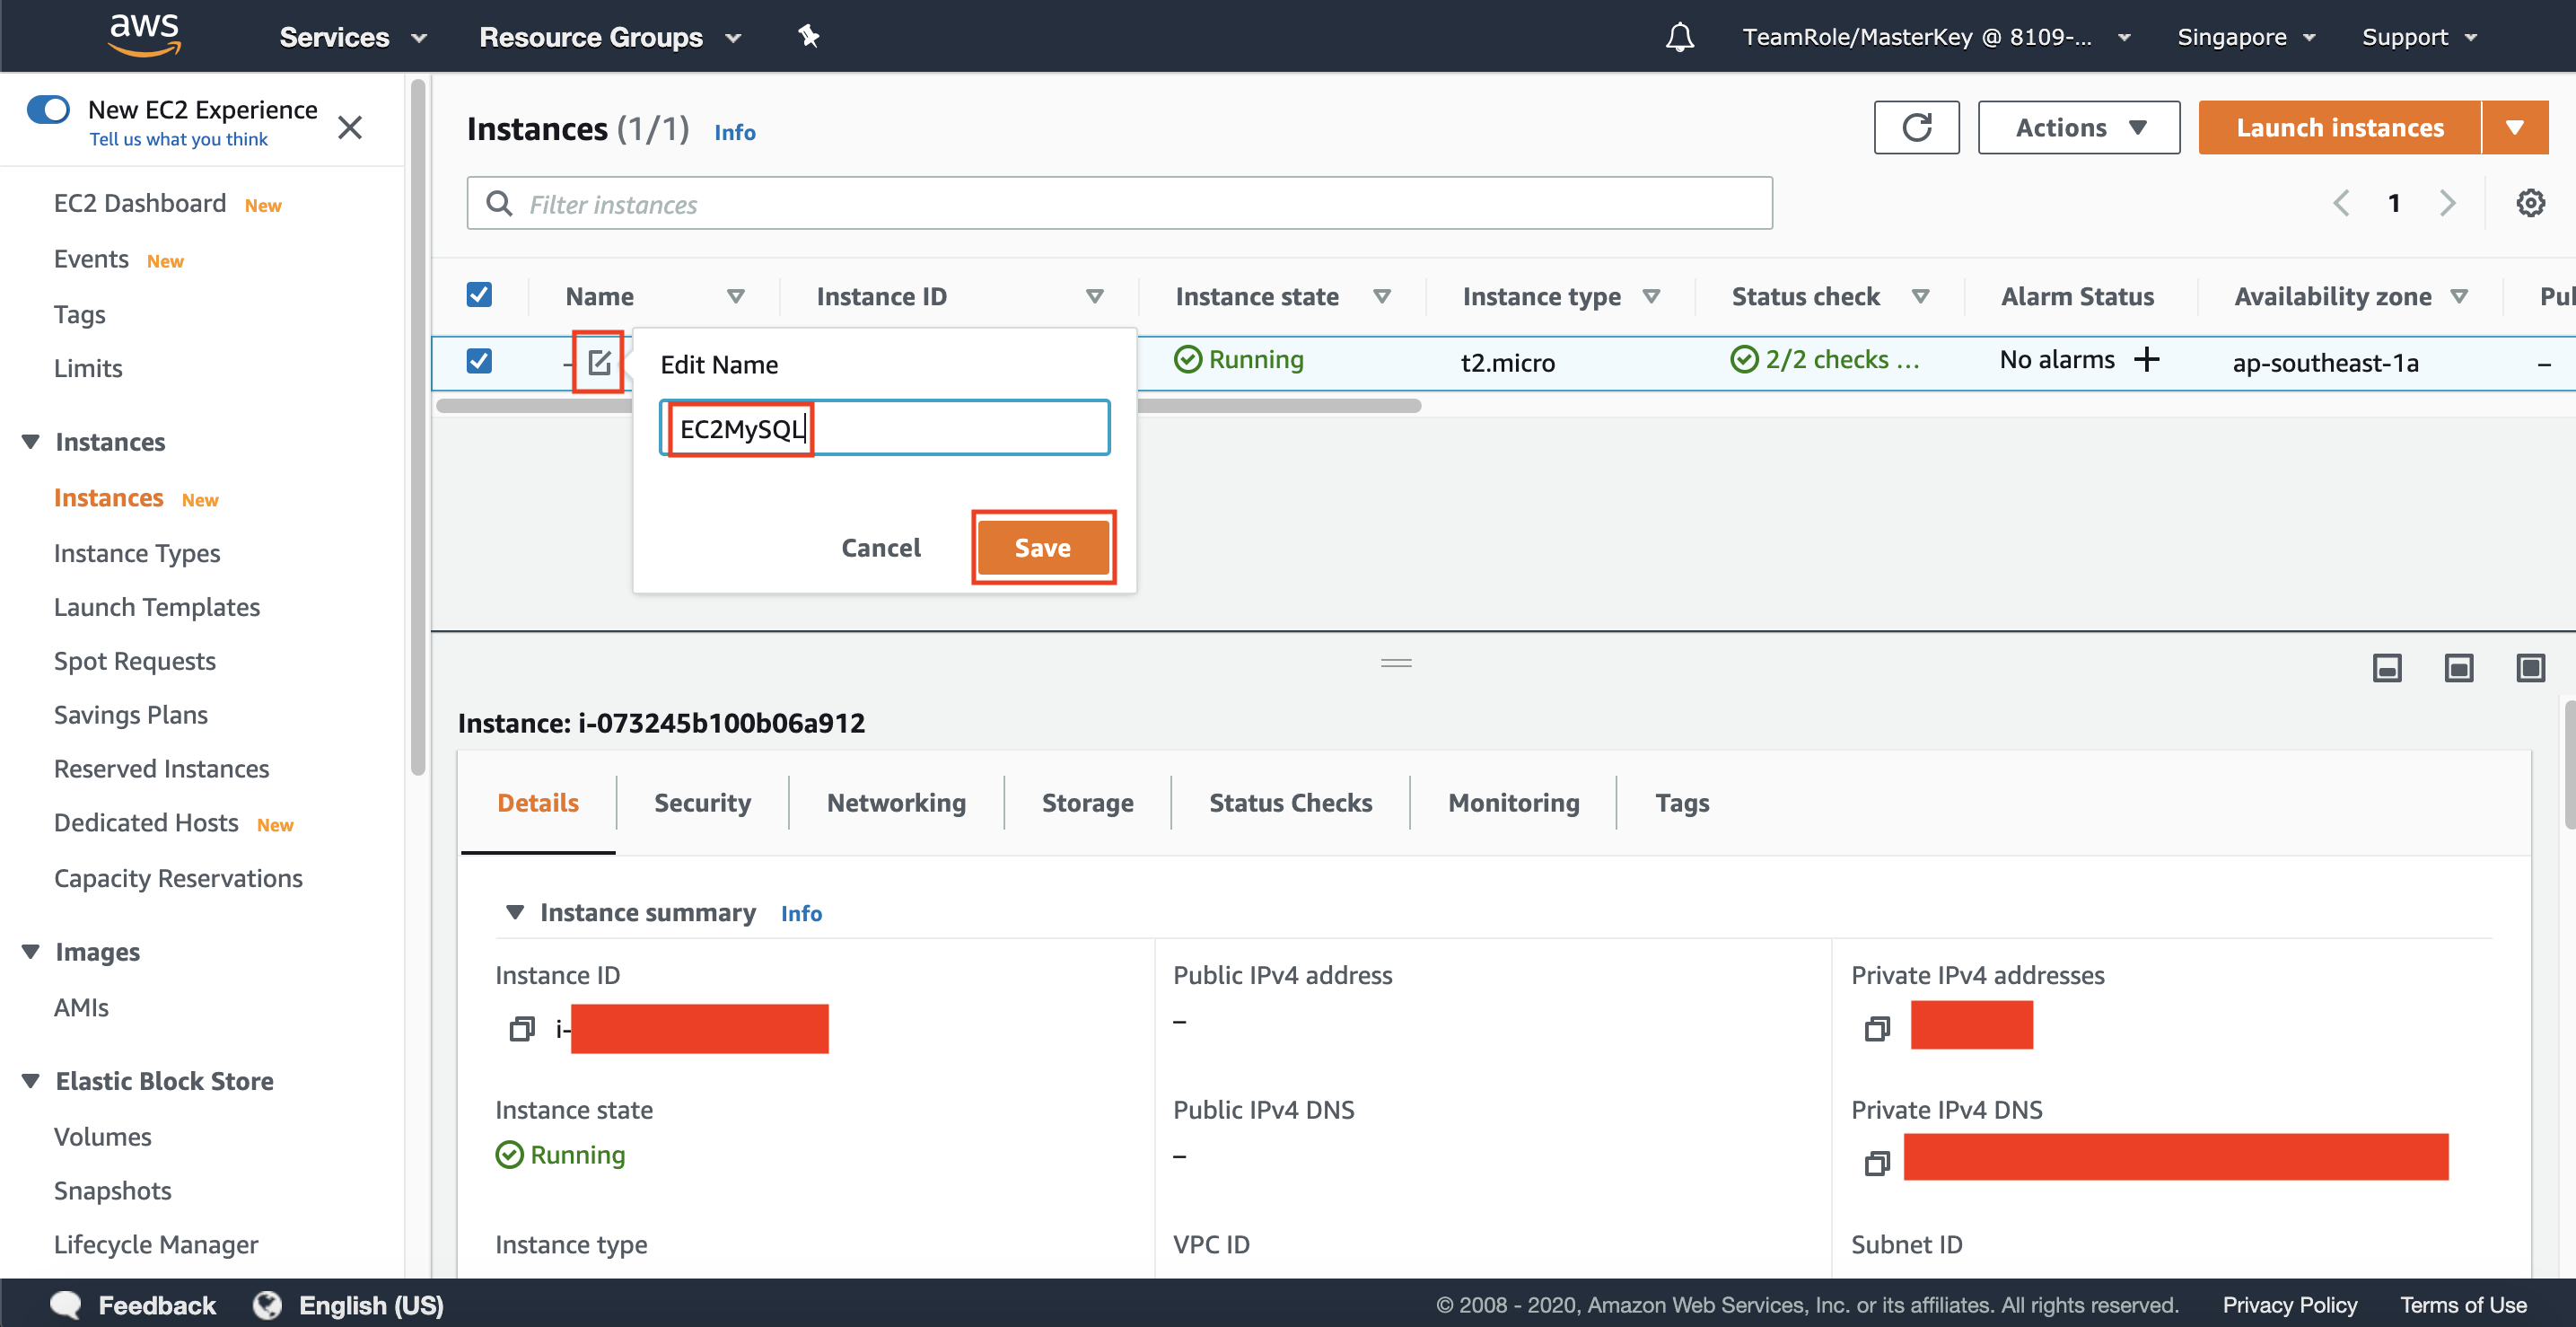 aws
Services
Resource Groups
TeamRole/MasterKey @ 8109-...
Singapore
Support
New EC2 Experience
Tell us what you think
EC2 Dashboard New
Events New
Tags
Limits
Instances
Instances New
Instance Types
Launch Templates
Spot Requests
Savings Plans
Reserved Instances
Dedicated Hosts New
Capacity Reservations
Images
AMIs
Elastic Block Store
Volumes
Snapshots
Lifecycle Manager
Instances (1/1) Info
Actions
Launch instances
Filter instances
1
Name Instance ID Instance state Instance type Status check Alarm Status Availability zone Pu
– Running t2.micro 2/2 checks ... No alarms + ap-southeast-1a –
Edit Name
EC2MySQL
Cancel Save
Instance: i-073245b100b06a912
Details Security Networking Storage Status Checks Monitoring Tags
Instance summary Info
Instance ID Public IPv4 address Private IPv4 addresses
i- –
Instance state Public IPv4 DNS Private IPv4 DNS
Running –
Instance type VPC ID Subnet ID
Feedback English (US) © 2008 - 2020, Amazon Web Services, Inc. or its affiliates. All rights reserved. Privacy Policy Terms of Use